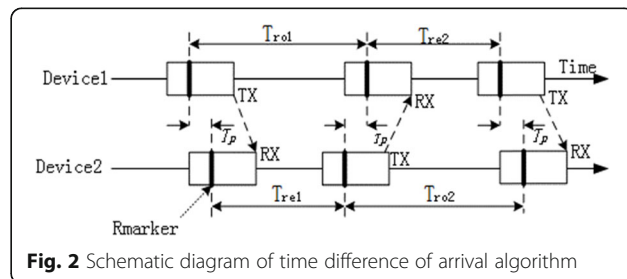 Tro1
Tre2
Device1
Time
TX
RX
TX
Tp
Tp
Tp
RX
TX
RX
Device2
Tre1
Tro2
Rmarker
Fig. 2 Schematic diagram of time difference of arrival algorithm